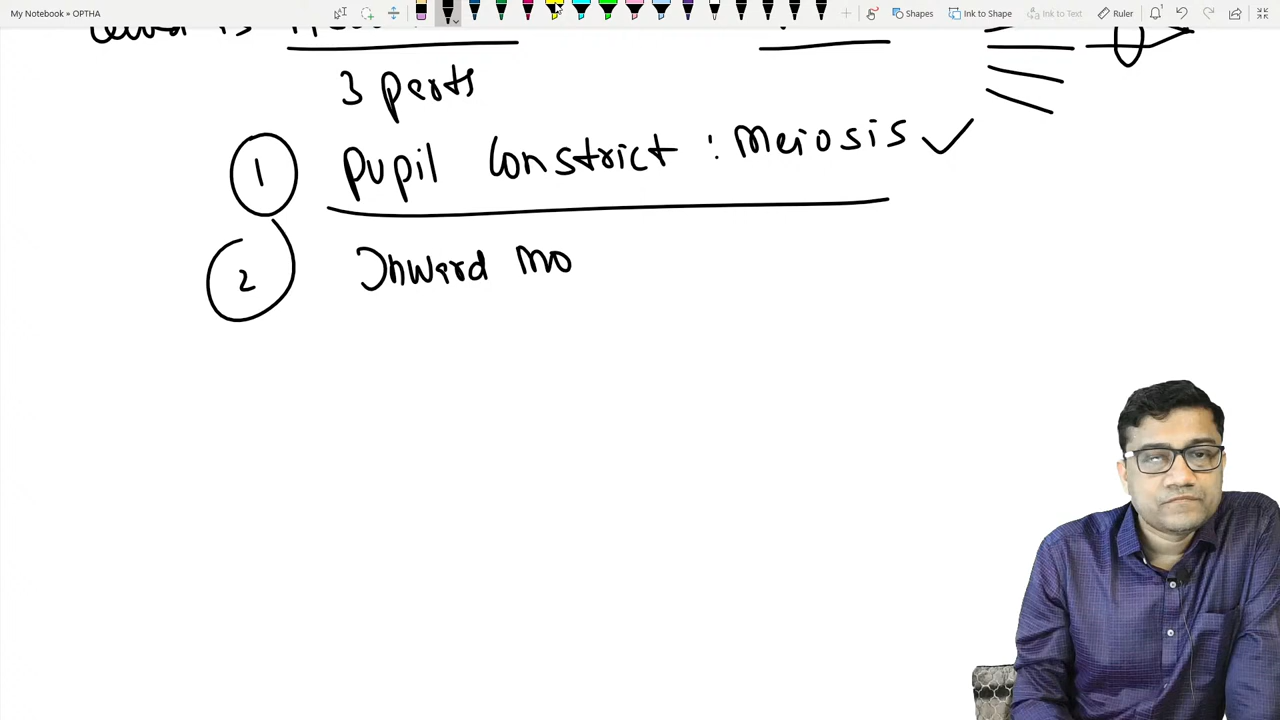 My Notebook » OPTHA
Shapes Ink to Shape Ink to Text Ruler
3 parts
1 Pupil Constrict : Meiosis
2 Inward mo